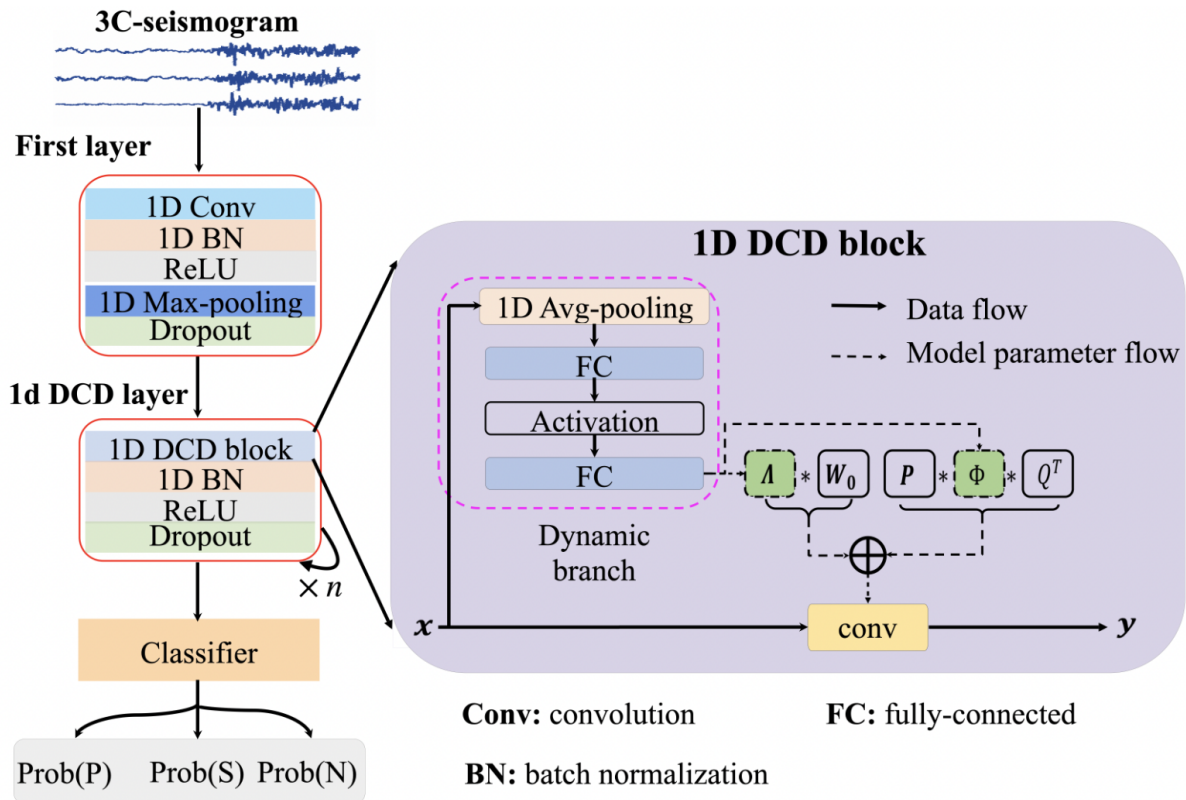 3C-seismogram
First layer
1D Conv
1D BN
ReLU
1D Max-pooling
Dropout
1d DCD layer
1D DCD block
1D BN
ReLU
Dropout
× n
Classifier
Prob(P) Prob(S) Prob(N)
1D DCD block
1D Avg-pooling
FC
Activation
FC
Dynamic
branch
Data flow
Model parameter flow
Λ * W₀ P * Φ * Qᵀ
x
conv
y
Conv: convolution
FC: fully-connected
BN: batch normalization